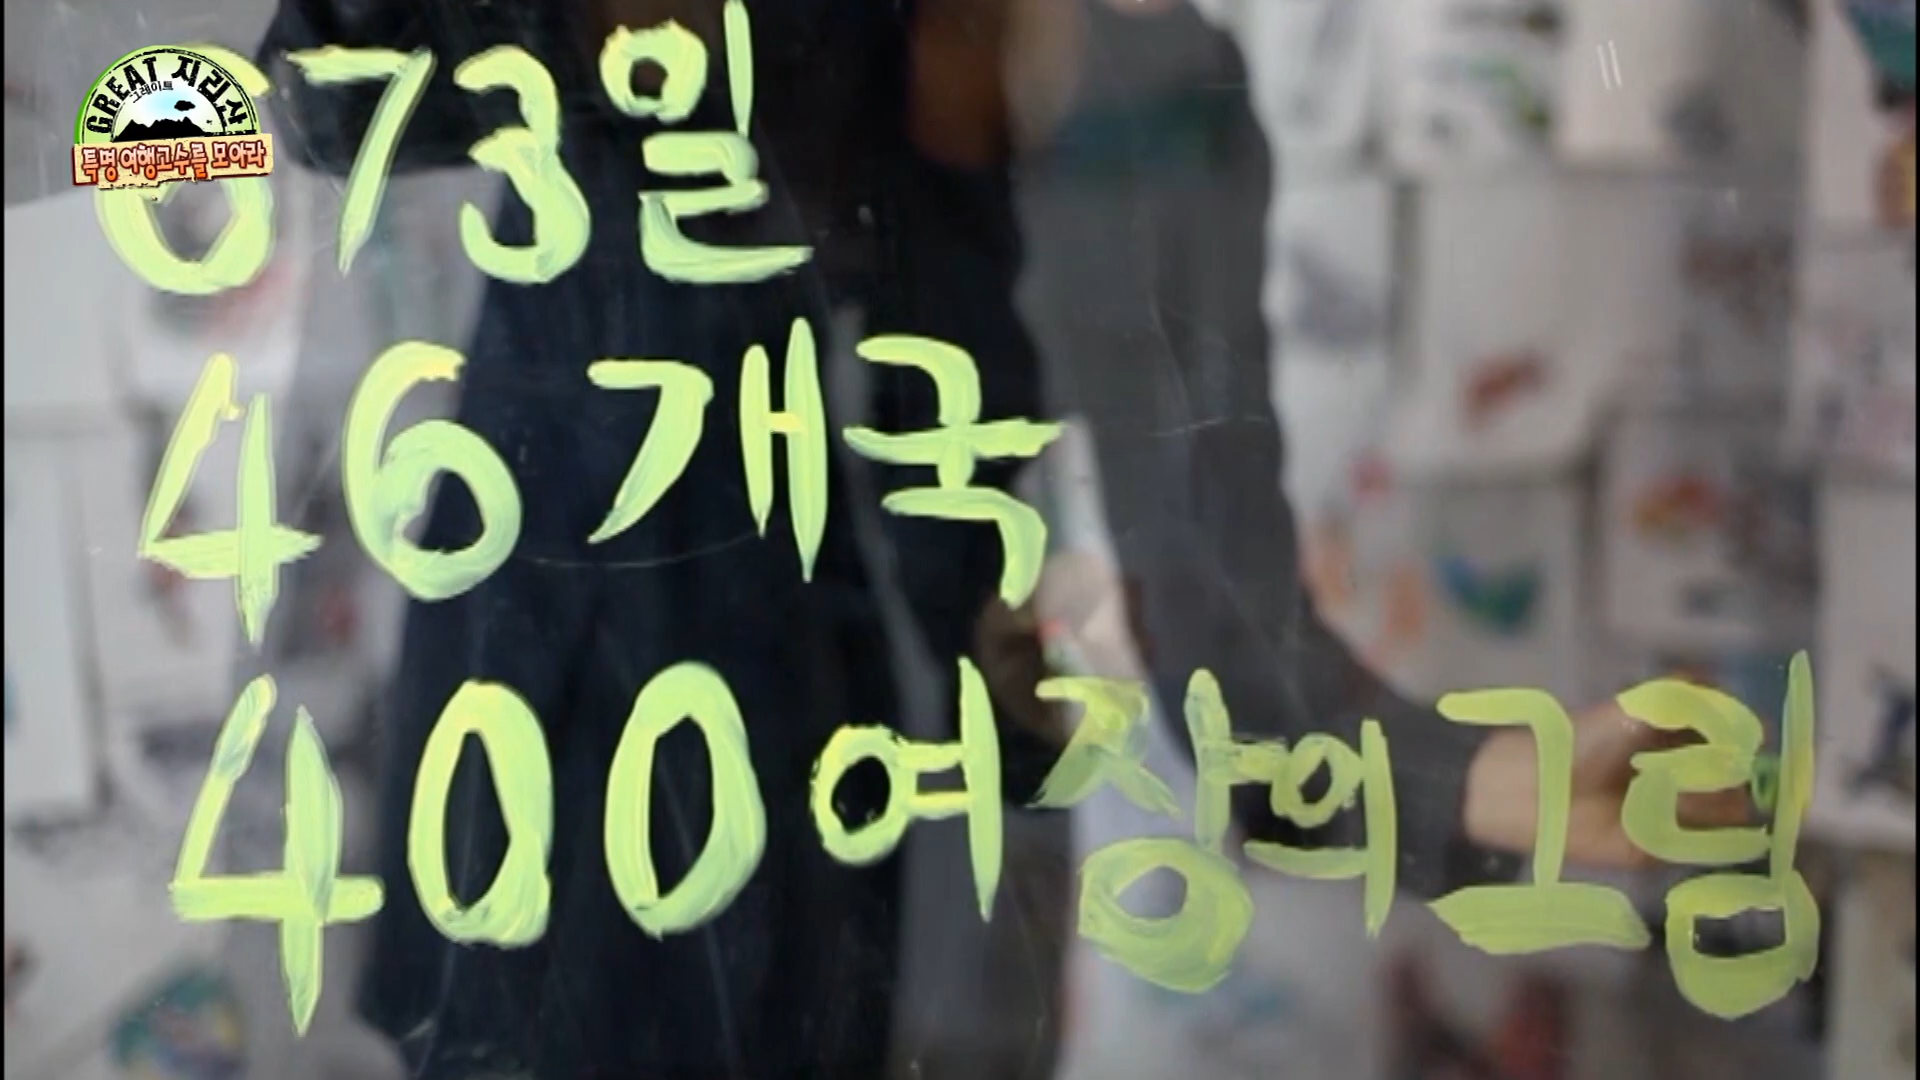 GREAT 지리산
그레이트
특명 여행고수를 모아라
673일
46개국
400여장의 그림